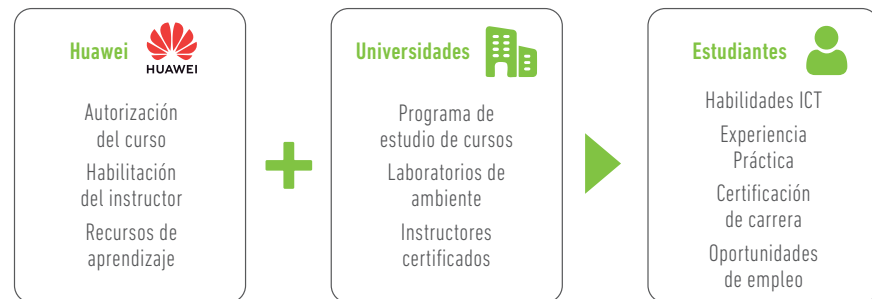 Huawei
HUAWEI
Autorización
del curso
Habilitación
del instructor
Recursos de
aprendizaje
Universidades
Programa de
estudio de cursos
Laboratorios de
ambiente
Instructores
certificados
Estudiantes
Habilidades ICT
Experiencia
Práctica
Certificación
de carrera
Oportunidades
de empleo